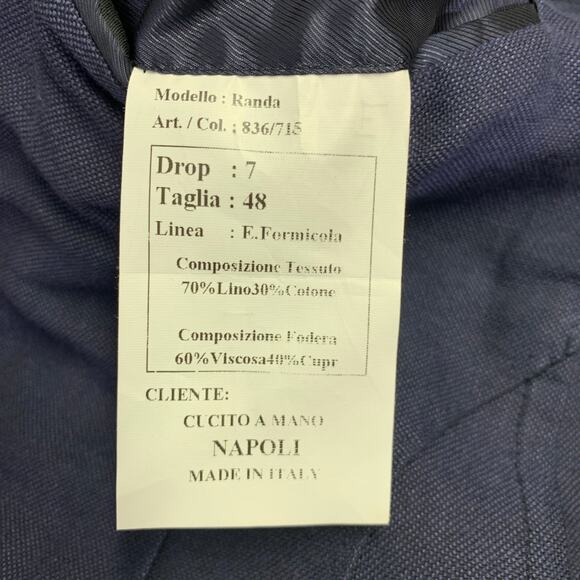 Modello : Randa
Art. / Col. : 836/715
Drop : 7
Taglia : 48
Linea : E.Formicola
Composizione Tessuto
70%Lino30%Cotone
Composizione Fodera
60%Viscosa40%Cupr
CLIENTE:
CUCITO A MANO
NAPOLI
MADE IN ITALY